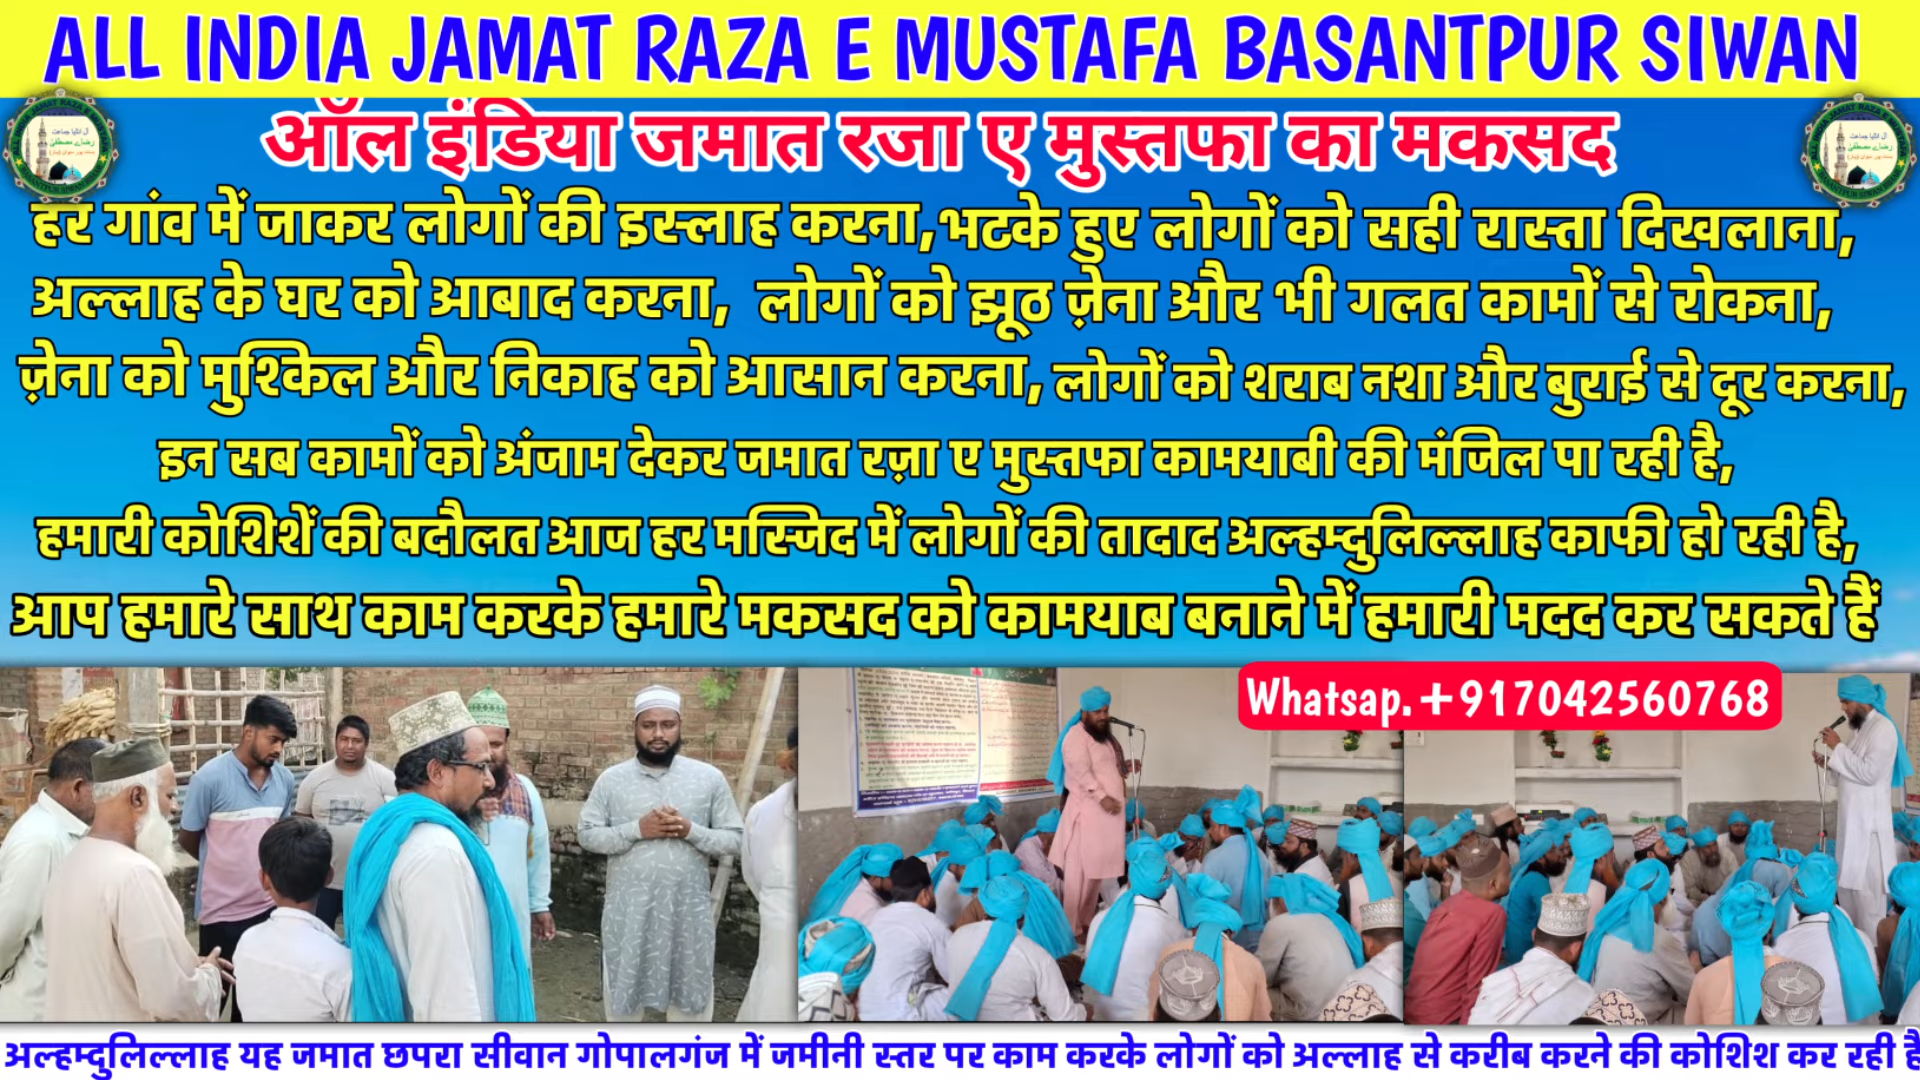 ALL INDIA JAMAT RAZA E MUSTAFA BASANTPUR SIWAN
ऑल इंडिया जमात रजा ए मुस्तफा का मकसद
हर गांव में जाकर लोगों की इस्लाह करना, भटके हुए लोगों को सही रास्ता दिखलाना,
अल्लाह के घर को आबाद करना, लोगों को झूठ ज़ेना और भी गलत कामों से रोकना,
ज़ेना को मुश्किल और निकाह को आसान करना, लोगों को शराब नशा और बुराई से दूर करना,
इन सब कामों को अंजाम देकर जमात रज़ा ए मुस्तफा कामयाबी की मंजिल पा रही है,
हमारी कोशिशें की बदौलत आज हर मस्जिद में लोगों की तादाद अल्हम्दुलिल्लाह काफी हो रही है,
आप हमारे साथ काम करके हमारे मकसद को कामयाब बनाने में हमारी मदद कर सकते हैं
Whatsap.+917042560768
अल्हम्दुलिल्लाह यह जमात छपरा सीवान गोपालगंज में जमीनी स्तर पर काम करके लोगों को अल्लाह से करीब करने की कोशिश कर रही है